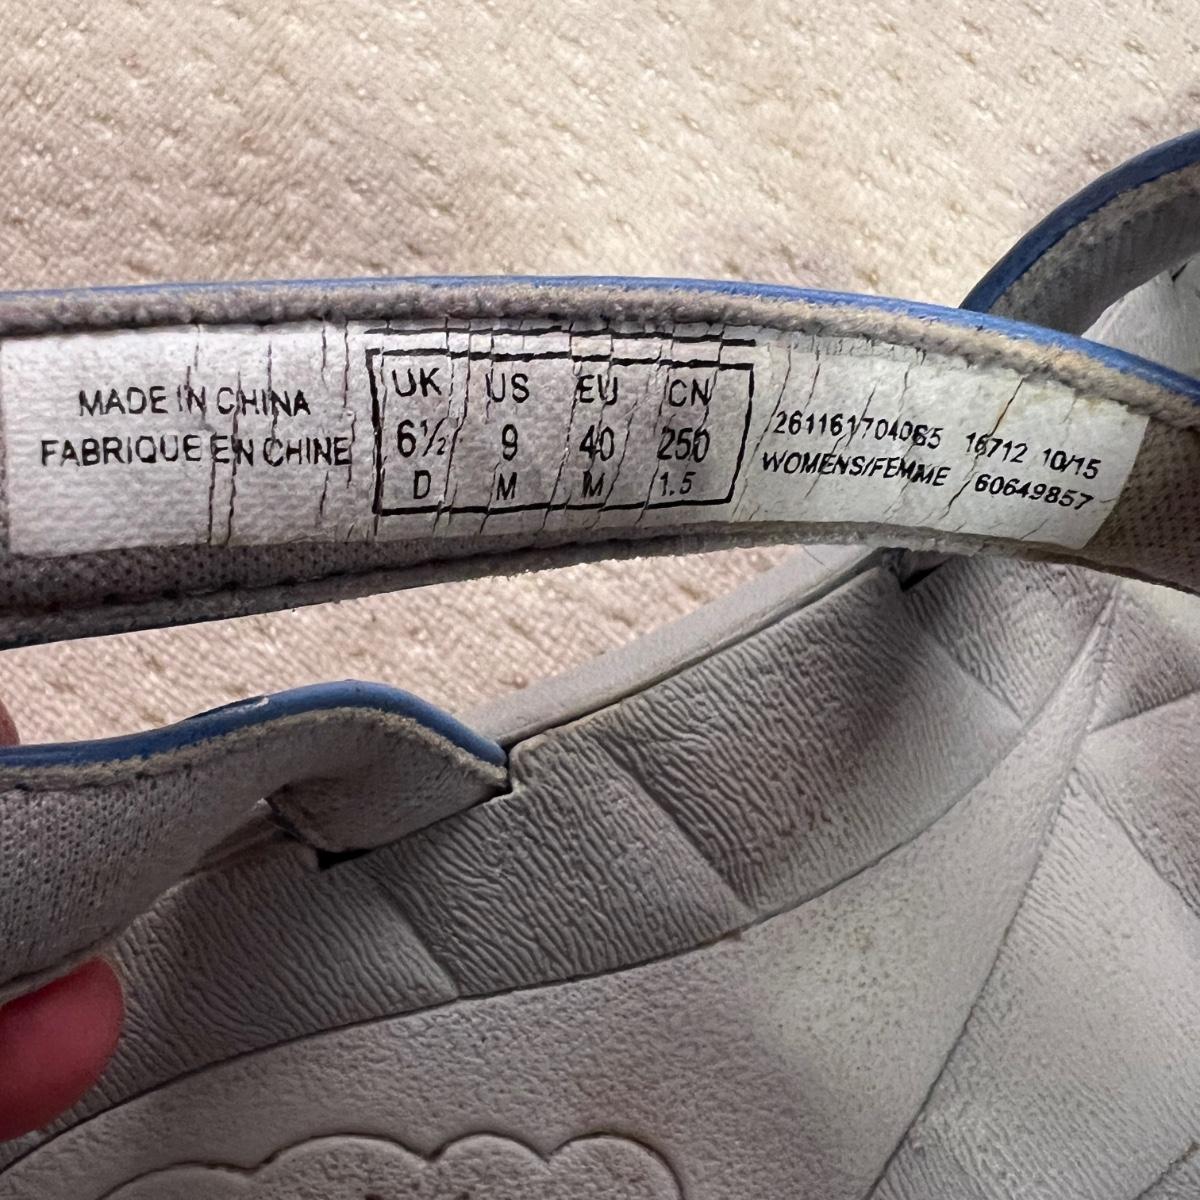 MADE IN CHINA
FABRIQUE EN CHINE
UK US EU CN
6½ 9 40 250
D M M 1.5
261161704065 16712 10/15
WOMENS/FEMME 60649857